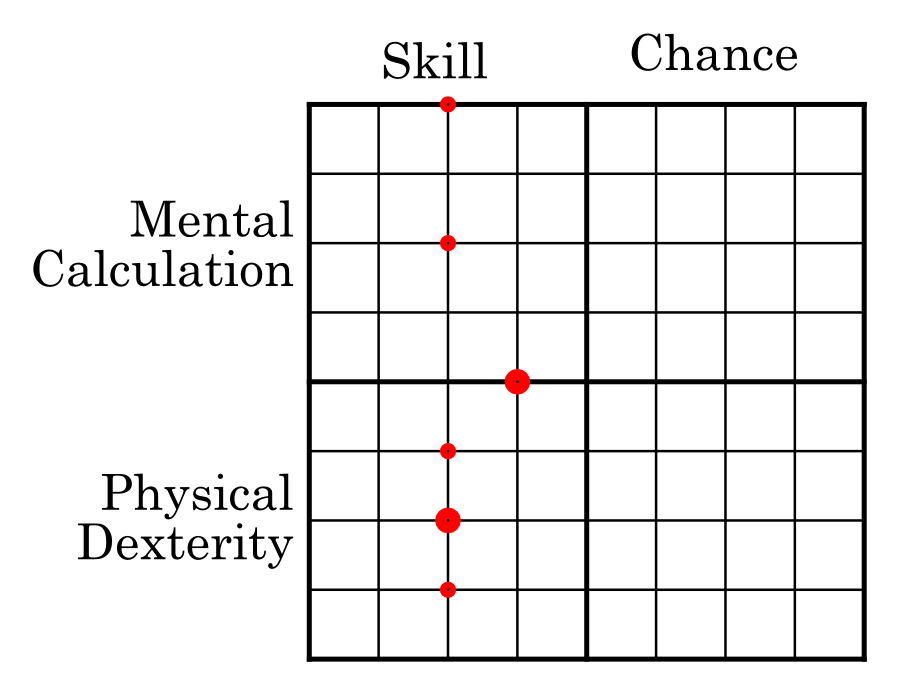 Skill
Chance
Mental
Calculation
Physical
Dexterity